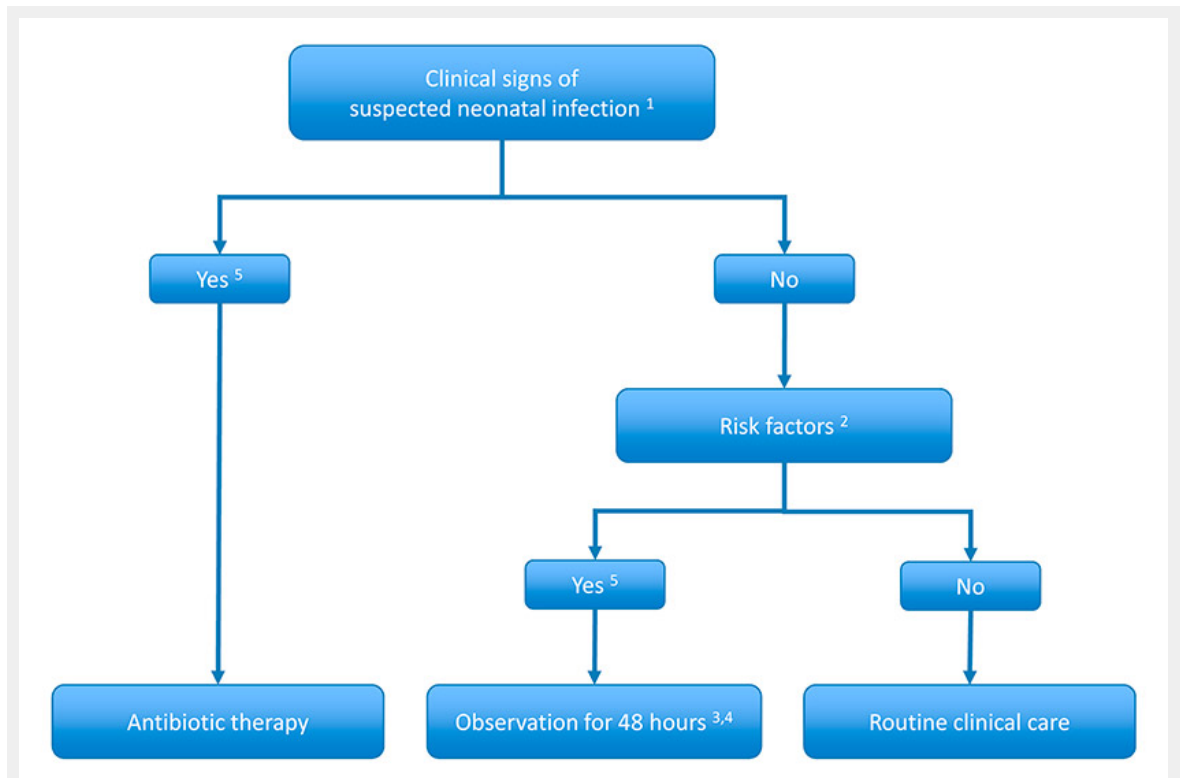 Clinical signs of
suspected neonatal infection ¹
Yes ⁵
No
Risk factors ²
Yes ⁵
No
Antibiotic therapy
Observation for 48 hours ³,⁴
Routine clinical care